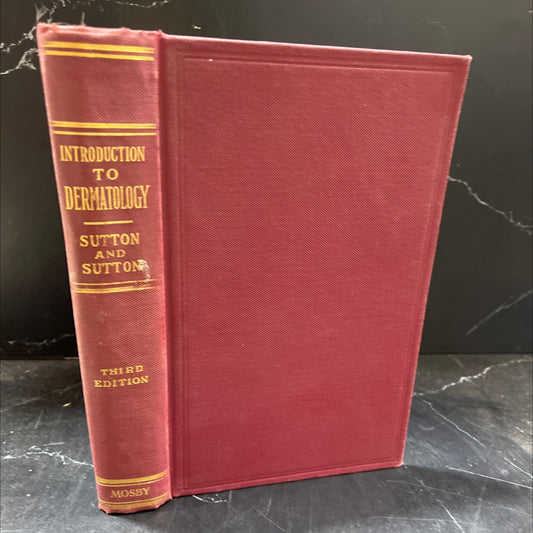 INTRODUCTION
TO
DERMATOLOGY
SUTTON
AND
SUTTON
THIRD
EDITION
MOSBY